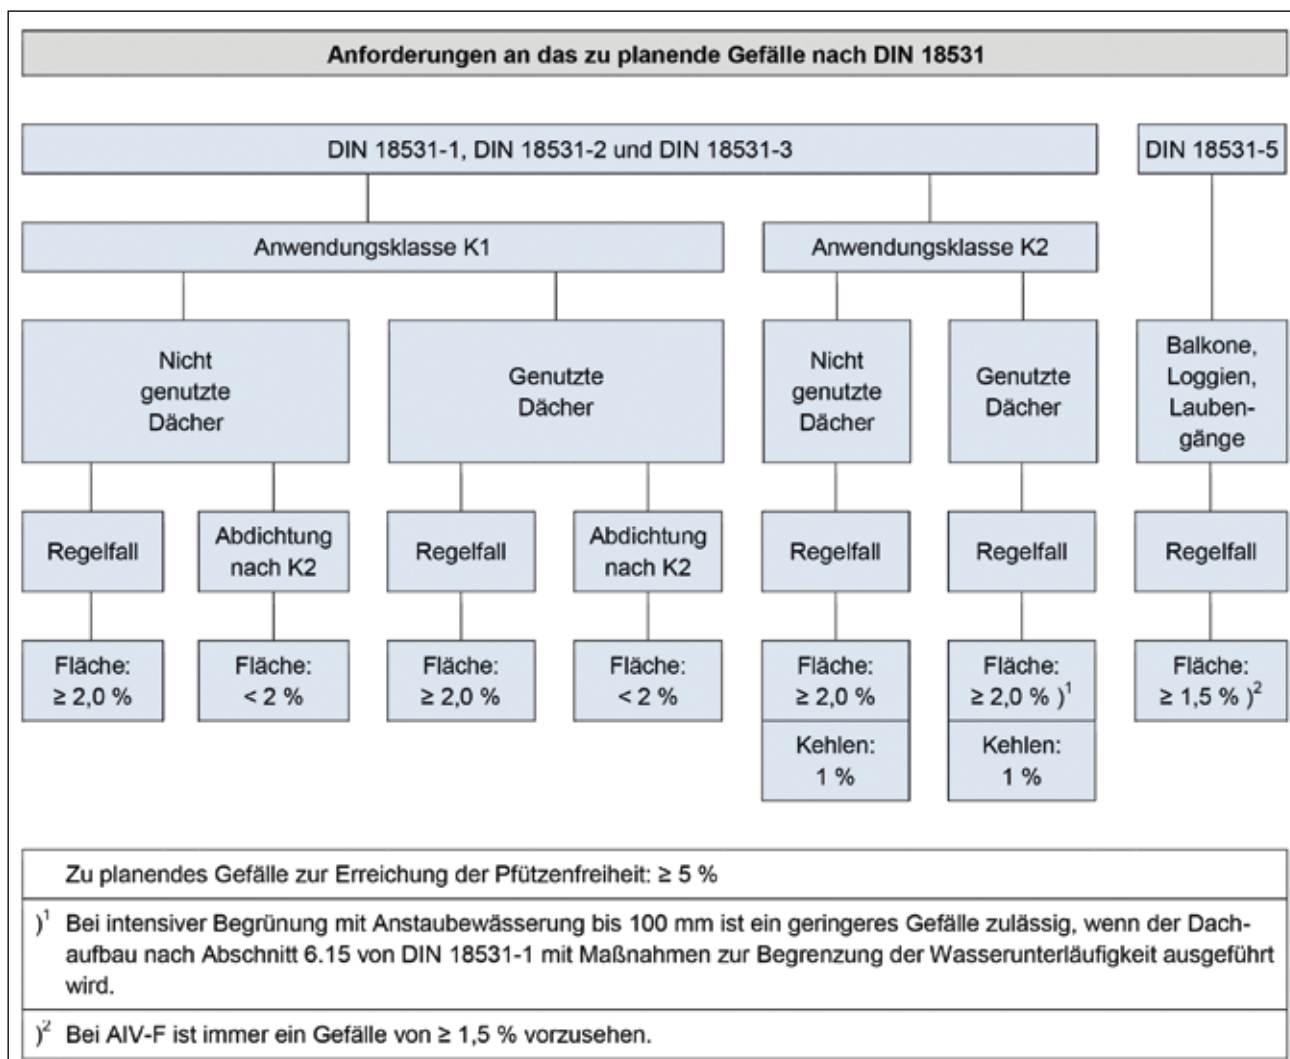 Anforderungen an das zu planende Gefälle nach DIN 18531
DIN 18531-1, DIN 18531-2 und DIN 18531-3
DIN 18531-5
Anwendungsklasse K1
Anwendungsklasse K2
Nicht
genutzte
Dächer
Genutzte
Dächer
Nicht
genutzte
Dächer
Genutzte
Dächer
Balkone,
Loggien,
Lauben-
gänge
Regelfall
Abdichtung
nach K2
Regelfall
Abdichtung
nach K2
Regelfall
Regelfall
Regelfall
Fläche:
≥ 2,0 %
Fläche:
< 2 %
Fläche:
≥ 2,0 %
Fläche:
< 2 %
Fläche:
≥ 2,0 %
Fläche:
≥ 2,0 % )¹
Fläche:
≥ 1,5 % )²
Kehlen:
1 %
Kehlen:
1 %
Zu planendes Gefälle zur Erreichung der Pfützenfreiheit: ≥ 5 %
)¹ Bei intensiver Begrünung mit Anstaubewässerung bis 100 mm ist ein geringeres Gefälle zulässig, wenn der Dach-
aufbau nach Abschnitt 6.15 von DIN 18531-1 mit Maßnahmen zur Begrenzung der Wasserunterläufigkeit ausgeführt
wird.
)² Bei AIV-F ist immer ein Gefälle von ≥ 1,5 % vorzusehen.